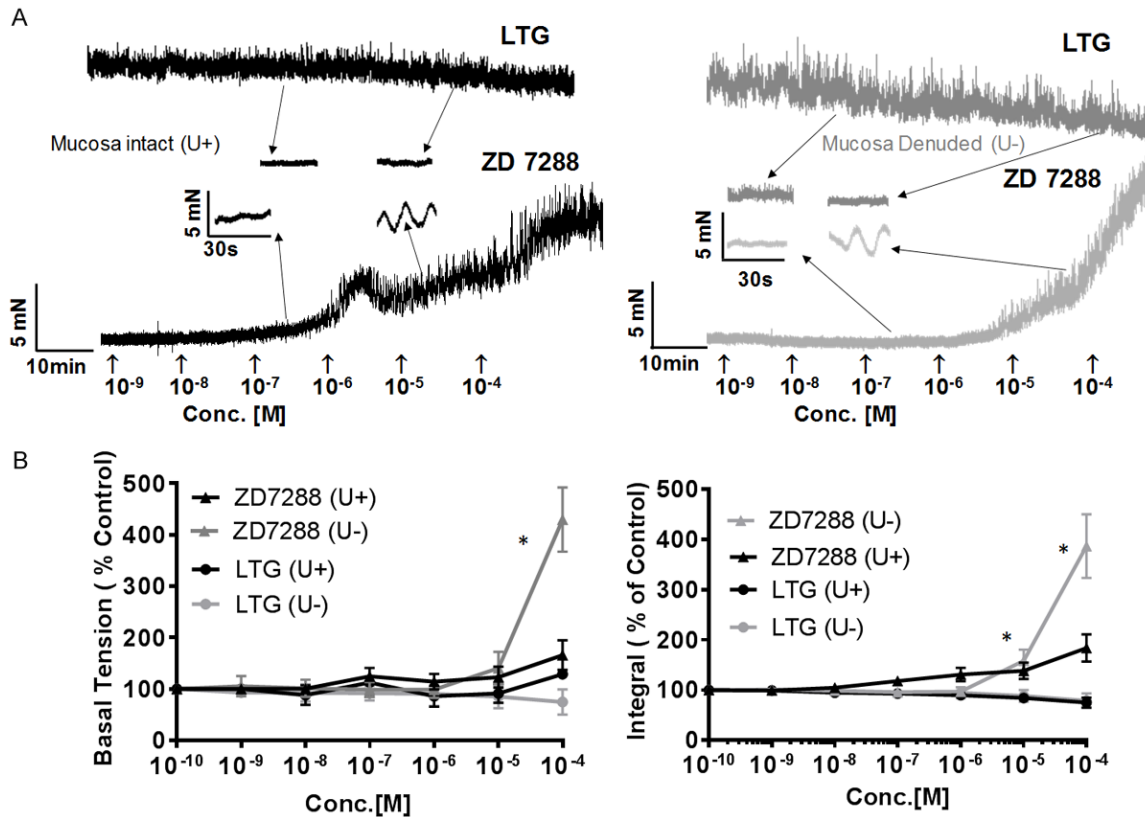 A
LTG
Mucosa intact (U+)
ZD 7288
5 mN
30s
5 mN
10min
10⁻⁹ 10⁻⁸ 10⁻⁷ 10⁻⁶ 10⁻⁵ 10⁻⁴
Conc. [M]
LTG
Mucosa Denuded (U-)
ZD 7288
5 mN
30s
5 mN
10min
10⁻⁹ 10⁻⁸ 10⁻⁷ 10⁻⁶ 10⁻⁵ 10⁻⁴
Conc. [M]
B
Basal Tension ( % Control)
500
400
300
200
100
0
ZD7288 (U+)
ZD7288 (U-)
LTG (U+)
LTG (U-)
*
10⁻¹⁰ 10⁻⁹ 10⁻⁸ 10⁻⁷ 10⁻⁶ 10⁻⁵ 10⁻⁴
Conc.[M]
Integral ( % of Control)
500
400
300
200
100
0
ZD7288 (U-)
ZD7288 (U+)
LTG (U+)
LTG (U-)
*
*
10⁻¹⁰ 10⁻⁹ 10⁻⁸ 10⁻⁷ 10⁻⁶ 10⁻⁵ 10⁻⁴
Conc.[M]